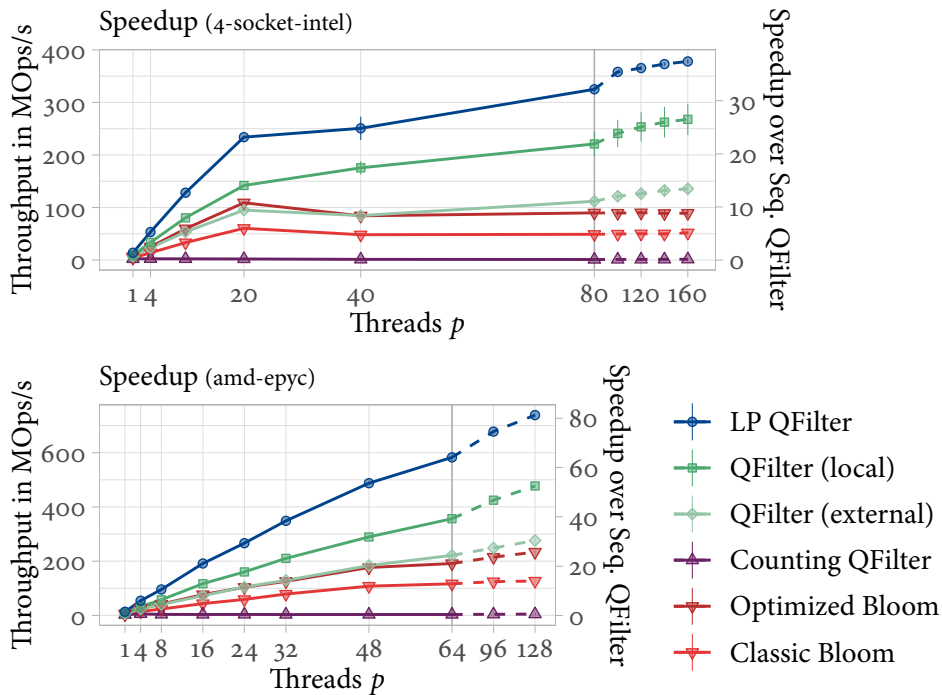 Speedup (4-socket-intel)
Throughput in MOps/s
400
300
200
100
0
30
20
10
0
Speedup over Seq. QFilter
1 4 20 40 80 120 160
Threads p
Speedup (amd-epyc)
Throughput in MOps/s
600
400
200
0
80
60
40
20
0
Speedup over Seq. QFilter
1 4 8 16 24 32 48 64 96 128
Threads p
LP QFilter
QFilter (local)
QFilter (external)
Counting QFilter
Optimized Bloom
Classic Bloom